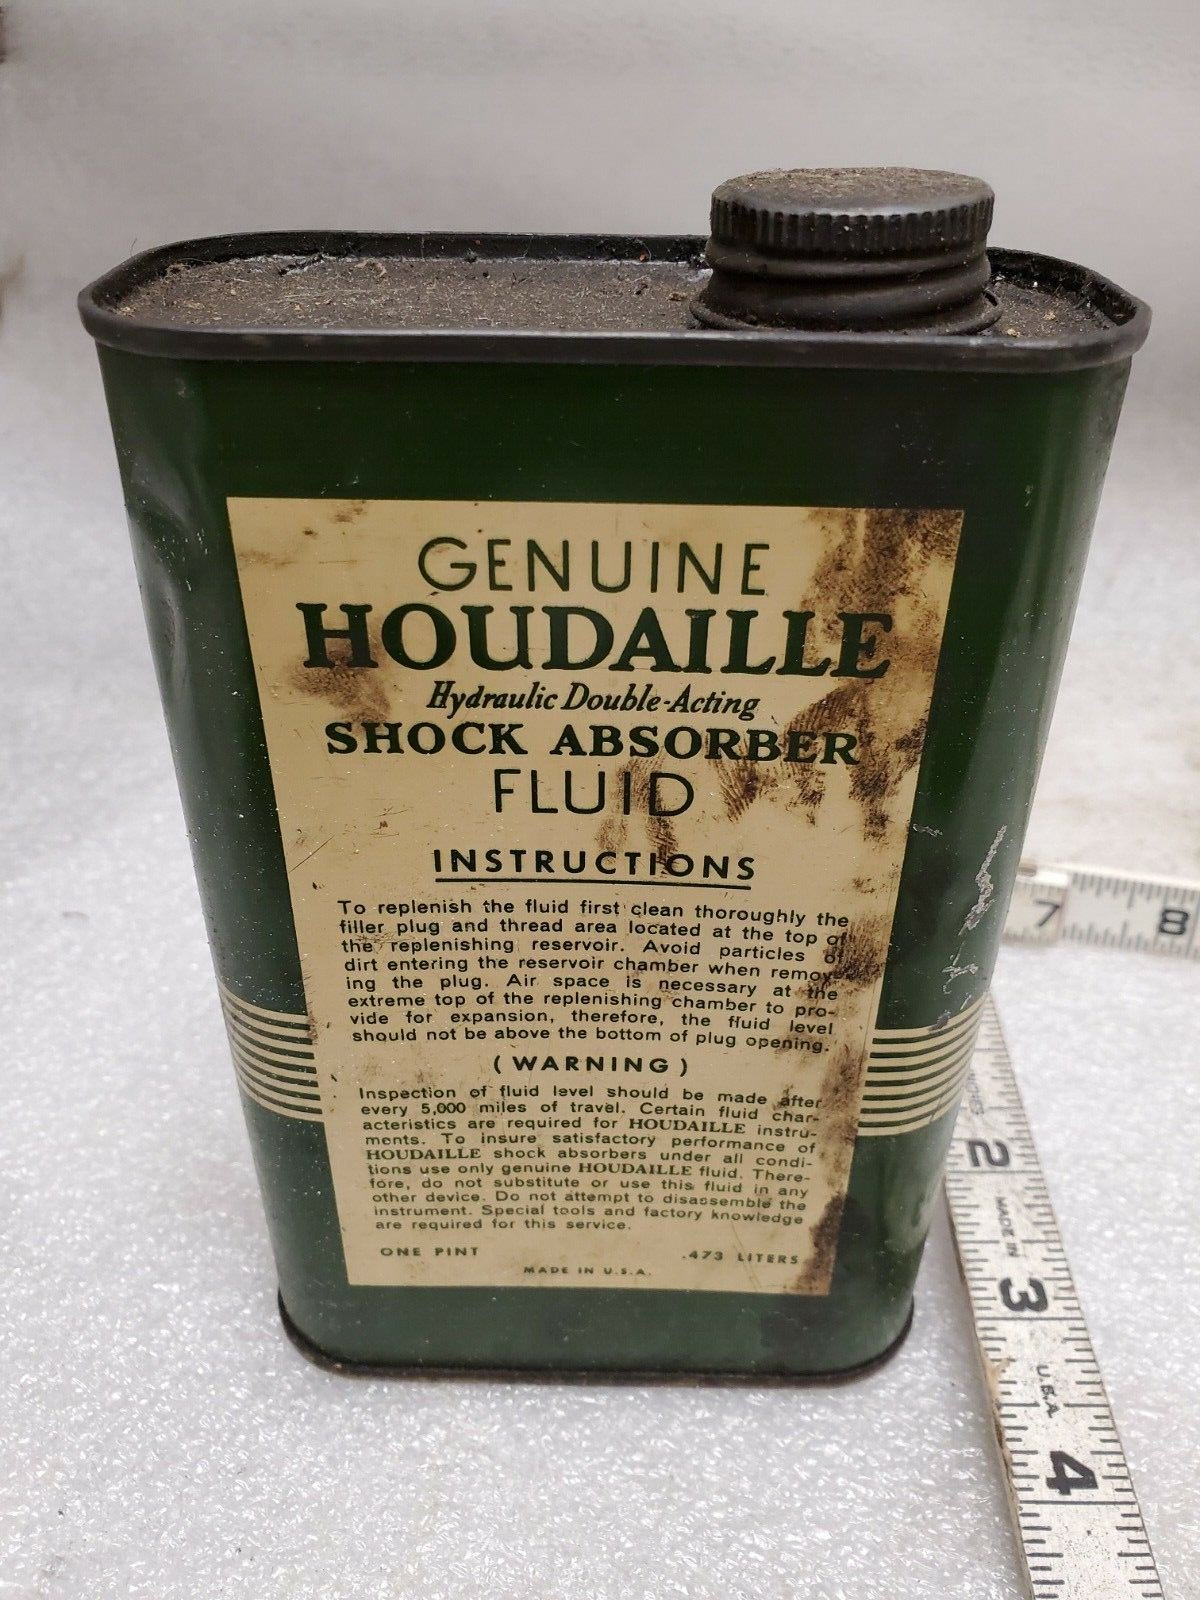 GENUINE
HOUDAILLE
Hydraulic Double-Acting
SHOCK ABSORBER
FLUID
INSTRUCTIONS
To replenish the fluid first clean thoroughly the
filler plug and thread area located at the top of
the replenishing reservoir. Avoid particles of
dirt entering the reservoir chamber when remov-
ing the plug. Air space is necessary at the
extreme top of the replenishing chamber to pro-
vide for expansion, therefore, the fluid level
should not be above the bottom of plug opening.
( WARNING )
Inspection of fluid level should be made after
every 5,000 miles of travel. Certain fluid char-
acteristics are required for HOUDAILLE instru-
ments. To insure satisfactory performance of
HOUDAILLE shock absorbers under all condi-
tions use only genuine HOUDAILLE fluid. There-
fore, do not substitute or use this fluid in any
other device. Do not attempt to disassemble the
instrument. Special tools and factory knowledge
are required for this service.
ONE PINT .473 LITERS
MADE IN U.S.A.
7 8
INCHES
2
MADE IN
3
U.S.A.
4